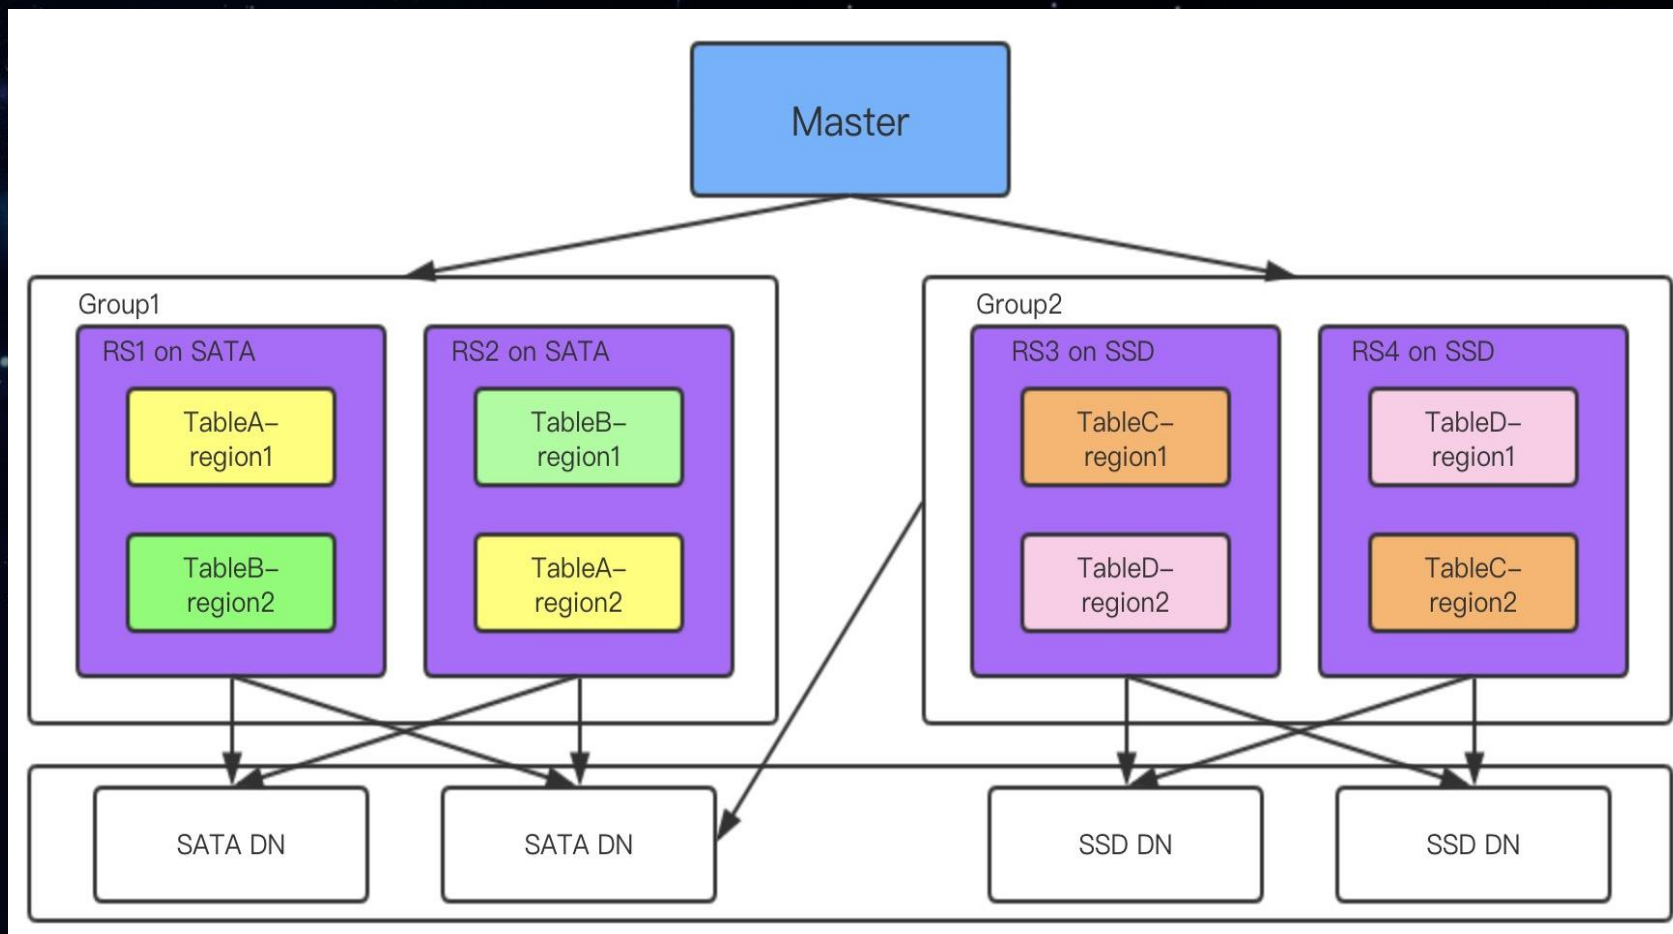 Master
Group1
RS1 on SATA
TableA-
region1
TableB-
region2
RS2 on SATA
TableB-
region1
TableA-
region2
Group2
RS3 on SSD
TableC-
region1
TableD-
region2
RS4 on SSD
TableD-
region1
TableC-
region2
SATA DN
SATA DN
SSD DN
SSD DN